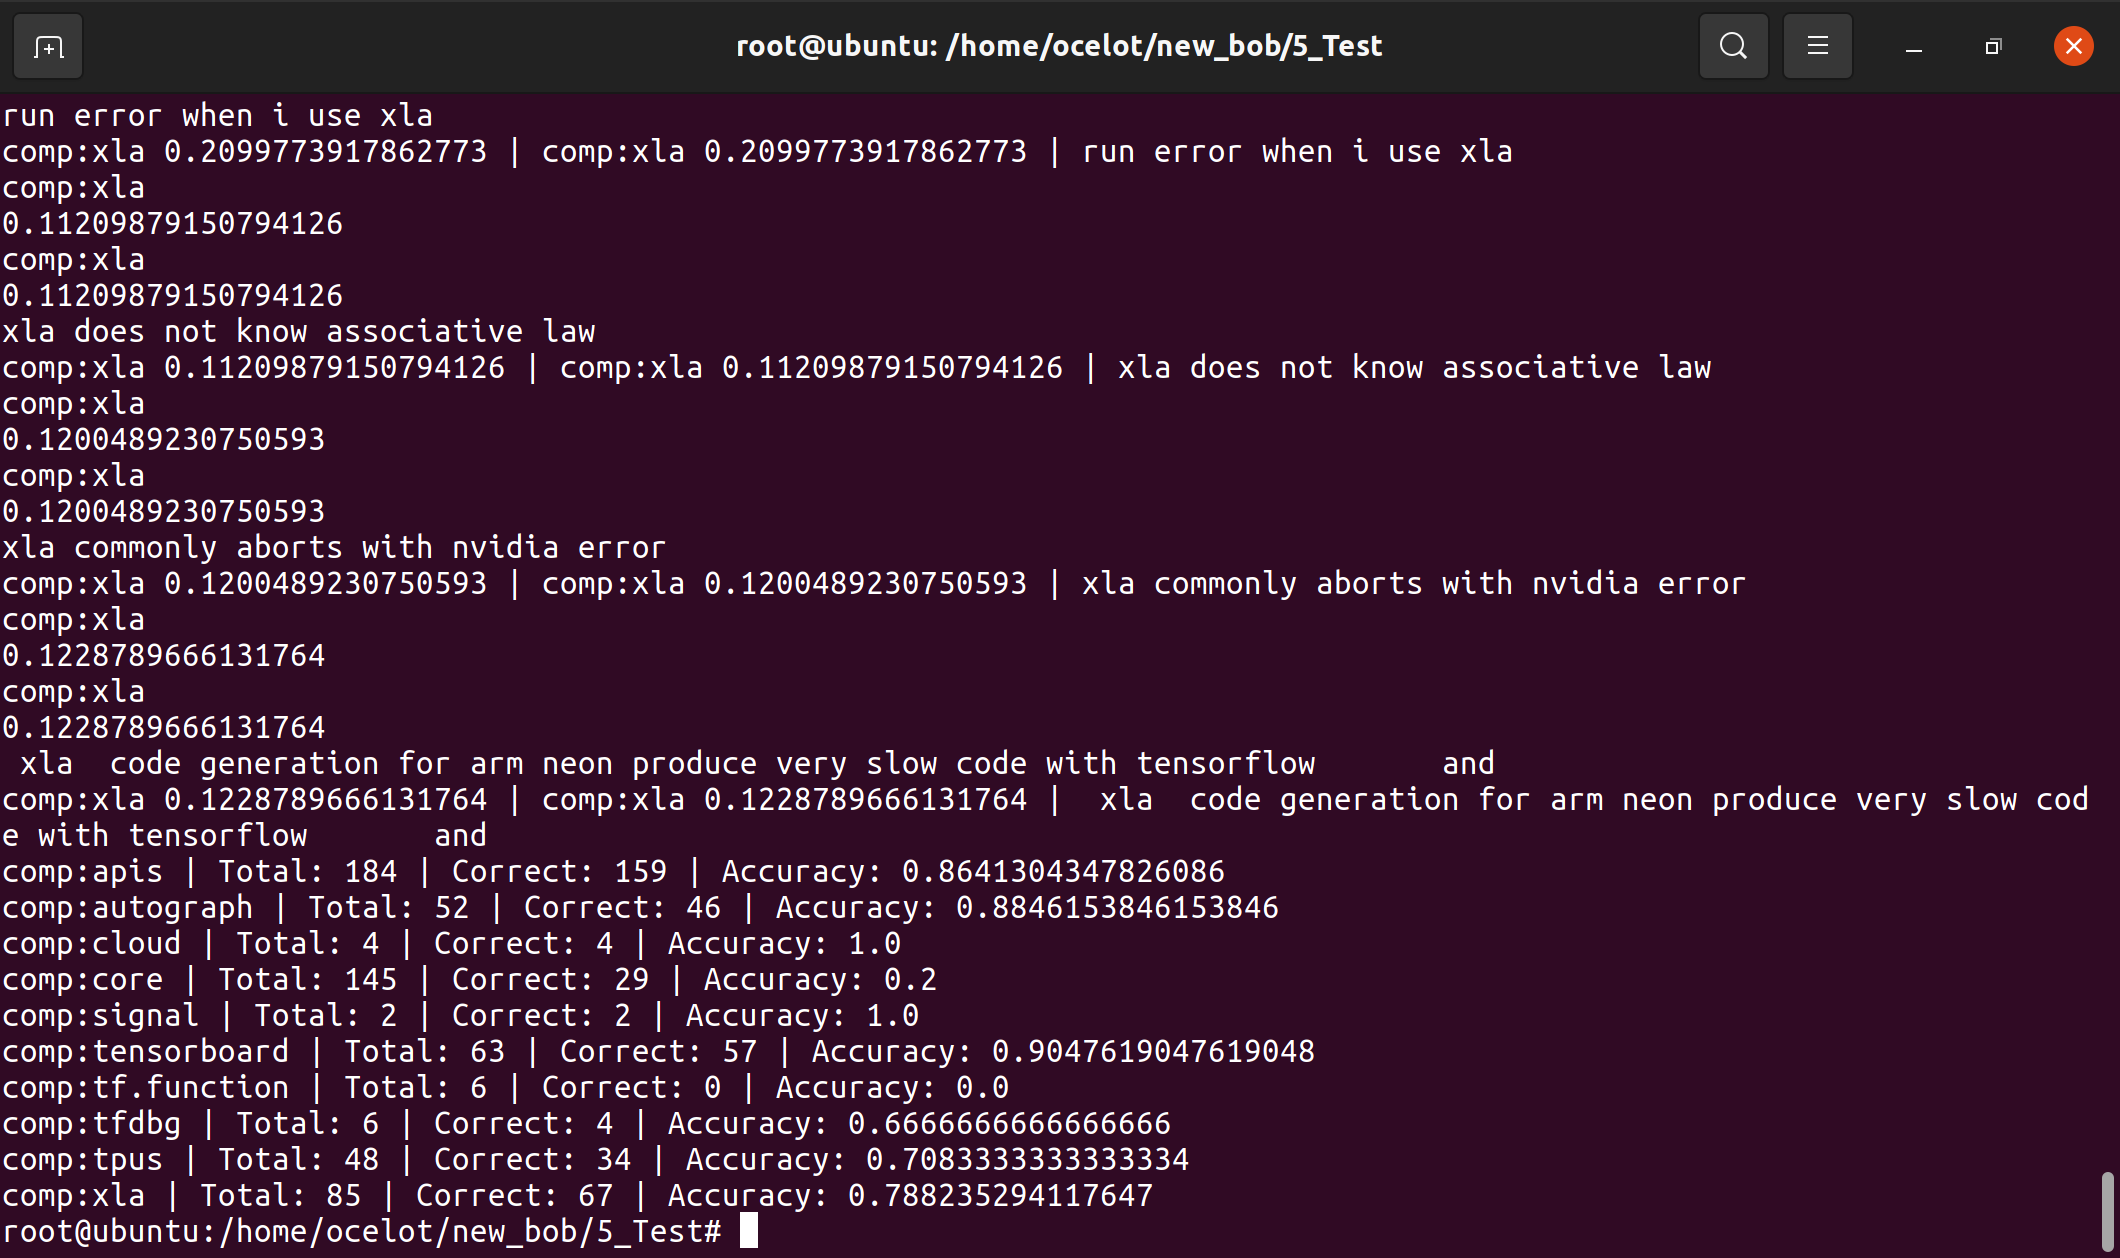 root@ubuntu: /home/ocelot/new_bob/5_Test
run error when i use xla
comp:xla 0.2099773917862773 | comp:xla 0.2099773917862773 | run error when i use xla
comp:xla
0.11209879150794126
comp:xla
0.11209879150794126
xla does not know associative law
comp:xla 0.11209879150794126 | comp:xla 0.11209879150794126 | xla does not know associative law
comp:xla
0.1200489230750593
comp:xla
0.1200489230750593
xla commonly aborts with nvidia error
comp:xla 0.1200489230750593 | comp:xla 0.1200489230750593 | xla commonly aborts with nvidia error
comp:xla
0.1228789666131764
comp:xla
0.1228789666131764
 xla  code generation for arm neon produce very slow code with tensorflow       and
comp:xla 0.1228789666131764 | comp:xla 0.1228789666131764 |  xla  code generation for arm neon produce very slow cod
e with tensorflow       and
comp:apis | Total: 184 | Correct: 159 | Accuracy: 0.8641304347826086
comp:autograph | Total: 52 | Correct: 46 | Accuracy: 0.8846153846153846
comp:cloud | Total: 4 | Correct: 4 | Accuracy: 1.0
comp:core | Total: 145 | Correct: 29 | Accuracy: 0.2
comp:signal | Total: 2 | Correct: 2 | Accuracy: 1.0
comp:tensorboard | Total: 63 | Correct: 57 | Accuracy: 0.9047619047619048
comp:tf.function | Total: 6 | Correct: 0 | Accuracy: 0.0
comp:tfdbg | Total: 6 | Correct: 4 | Accuracy: 0.6666666666666666
comp:tpus | Total: 48 | Correct: 34 | Accuracy: 0.7083333333333334
comp:xla | Total: 85 | Correct: 67 | Accuracy: 0.788235294117647
root@ubuntu:/home/ocelot/new_bob/5_Test#